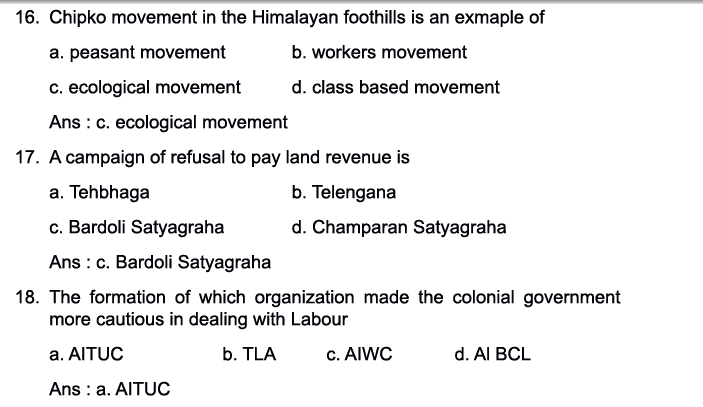 16. Chipko movement in the Himalayan foothills is an exmaple of
a. peasant movement b. workers movement
c. ecological movement d. class based movement
Ans : c. ecological movement
17. A campaign of refusal to pay land revenue is
a. Tehbhaga b. Telengana
c. Bardoli Satyagraha d. Champaran Satyagraha
Ans : c. Bardoli Satyagraha
18. The formation of which organization made the colonial government
more cautious in dealing with Labour
a. AITUC b. TLA c. AIWC d. AI BCL
Ans : a. AITUC